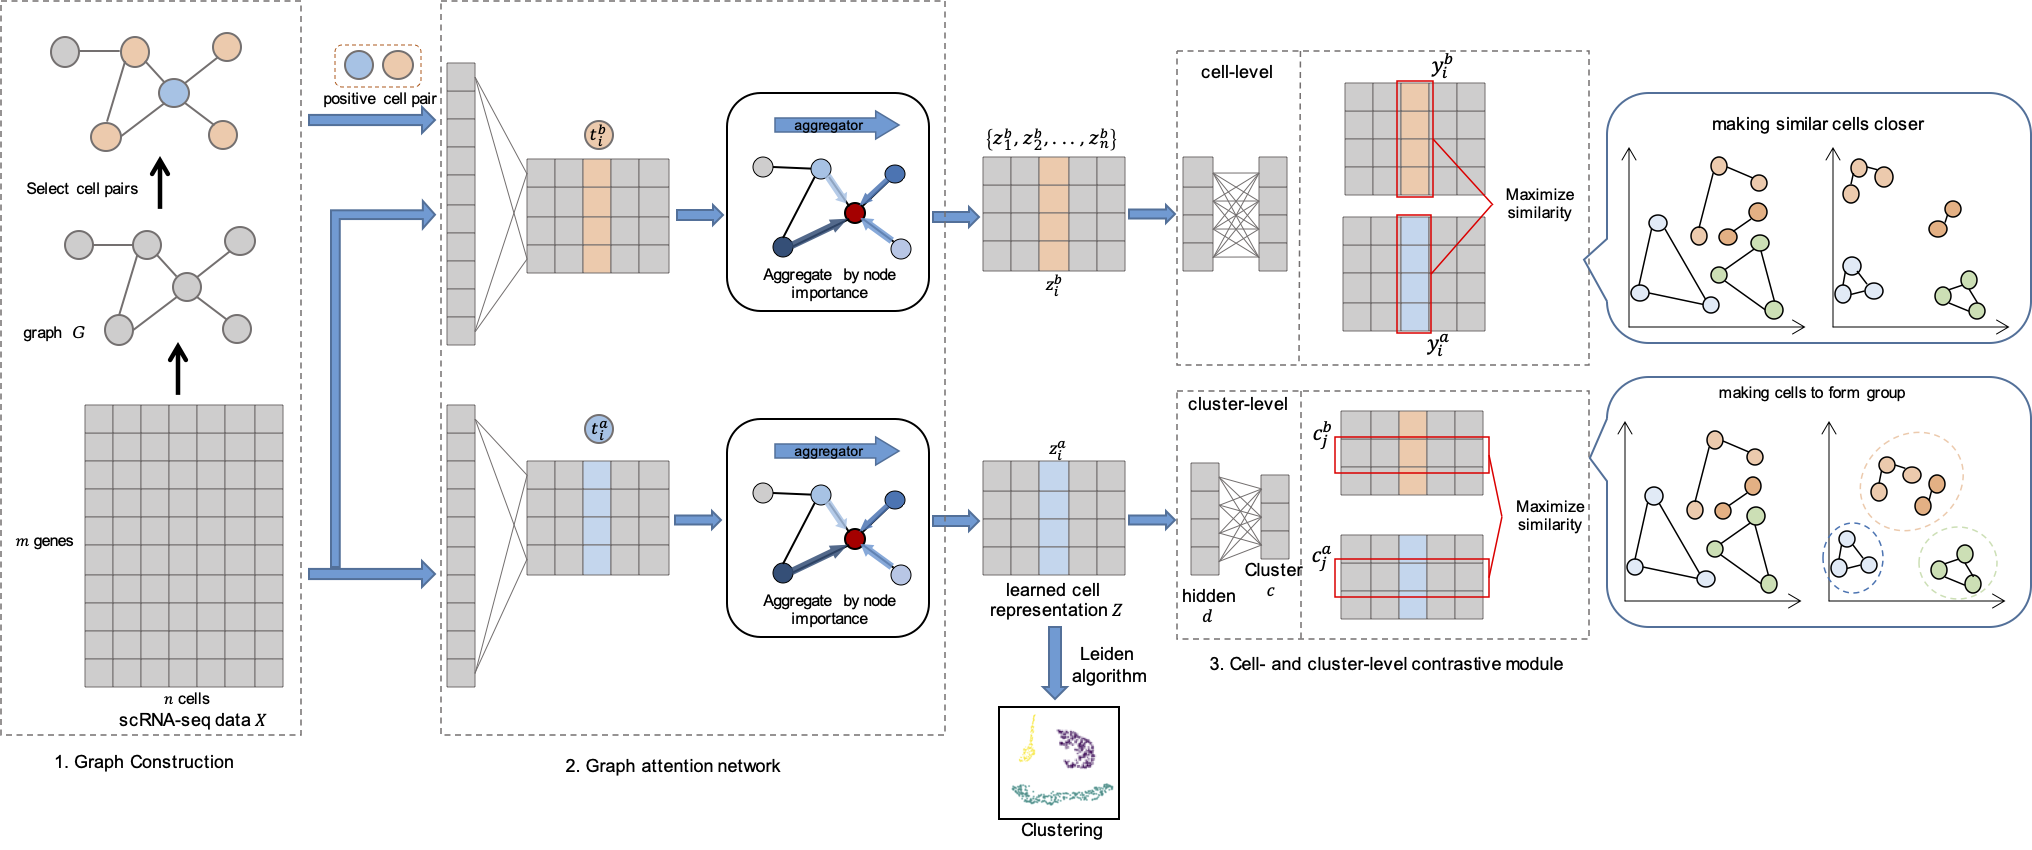 Select cell pairs
graph G
m genes
n cells
scRNA-seq data X
1. Graph Construction
positive cell pair
t_i^b
aggregator
Aggregate by node
importance
t_i^a
aggregator
Aggregate by node
importance
2. Graph attention network
{z_1^b, z_2^b, . . . , z_n^b}
z_i^b
z_i^a
learned cell
representation Z
Leiden
algorithm
Clustering
cell-level
y_i^b
Maximize
similarity
y_i^a
cluster-level
c_j^b
c_j^a
Maximize
similarity
Cluster
c
hidden
d
3. Cell- and cluster-level contrastive module
making similar cells closer
making cells to form group